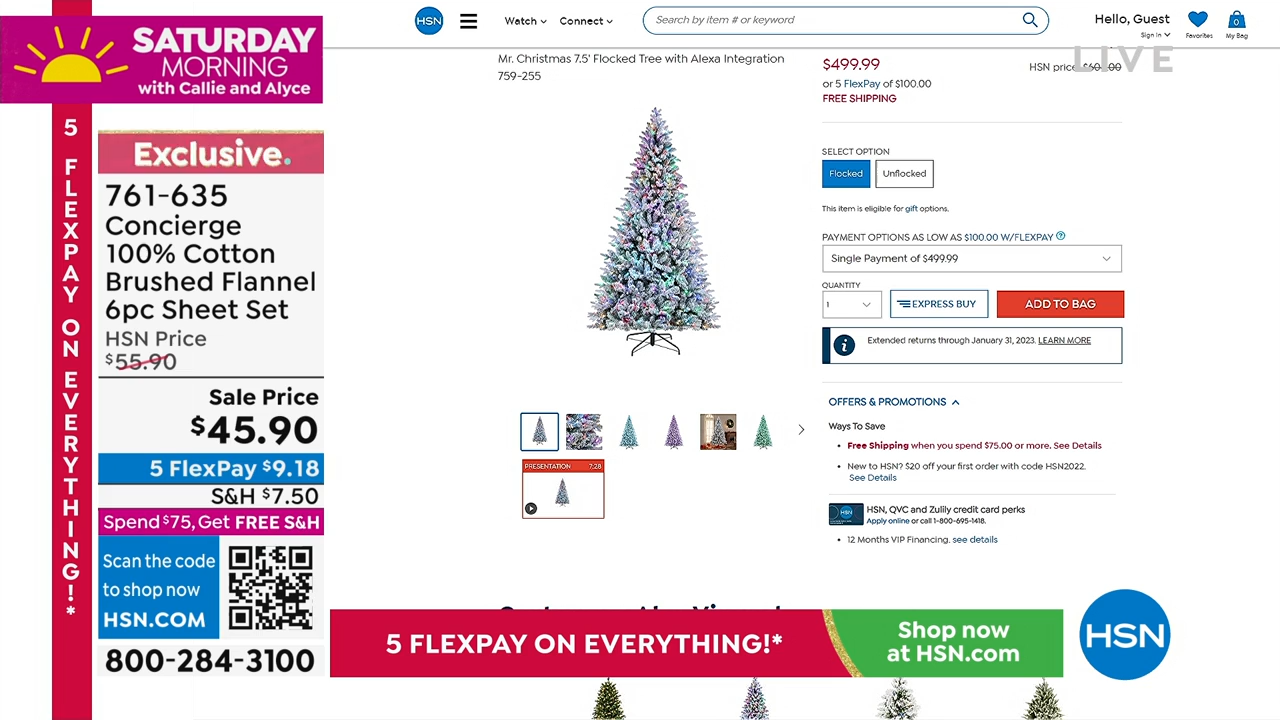 SATURDAY
MORNING
with Callie and Alyce
5 FLEXPAY ON EVERYTHING!*
Exclusive.
761-635
Concierge
100% Cotton
Brushed Flannel
6pc Sheet Set
HSN Price
$55.90
Sale Price
$45.90
5 FlexPay $9.18
S&H $7.50
Spend $75, Get FREE S&H
Scan the code
to shop now
HSN.COM
800-284-3100
HSN
Watch
Connect
Search by item # or keyword
Hello, Guest
Sign In
Favorites
0
My Bag
LIVE
Mr. Christmas 7.5' Flocked Tree with Alexa Integration
759-255
$499.99
HSN price
or 5 FlexPay of $100.00
FREE SHIPPING
SELECT OPTION
Flocked
Unflocked
This item is eligible for gift options.
PAYMENT OPTIONS AS LOW AS $100.00 W/FLEXPAY ?
Single Payment of $499.99
QUANTITY
1
EXPRESS BUY
ADD TO BAG
i
Extended returns through January 31, 2023. LEARN MORE
OFFERS & PROMOTIONS
Ways To Save
• Free Shipping when you spend $75.00 or more. See Details
• New to HSN? $20 off your first order with code HSN2022.
See Details
HSN
HSN, QVC and Zulily credit card perks
Apply online or call 1-800-695-1418.
• 12 Months VIP Financing. see details
PRESENTATION 7:28
5 FLEXPAY ON EVERYTHING!*
Shop now
at HSN.com
HSN